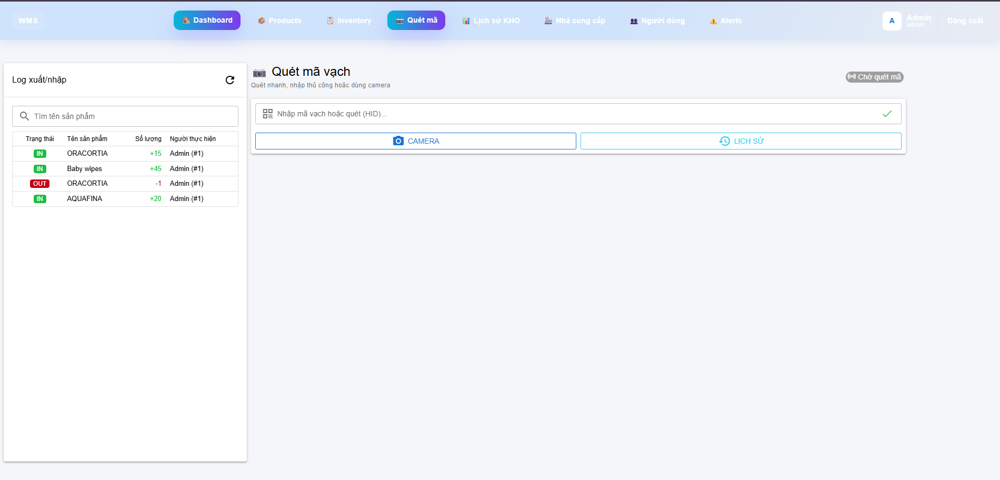 WMS
Dashboard
Products
Inventory
Quét mã
Lịch sử KHO
Nhà cung cấp
Người dùng
Alerts
A
Admin
admin
Đăng xuất
Log xuất/nhập
Tìm tên sản phẩm
Trạng thái Tên sản phẩm Số lượng Người thực hiện
IN ORACORTIA +15 Admin (#1)
IN Baby wipes +45 Admin (#1)
OUT ORACORTIA -1 Admin (#1)
IN AQUAFINA +20 Admin (#1)
Quét mã vạch
Quét nhanh, nhập thủ công hoặc dùng camera
Chờ quét mã
Nhập mã vạch hoặc quét (HID)...
CAMERA
LỊCH SỬ